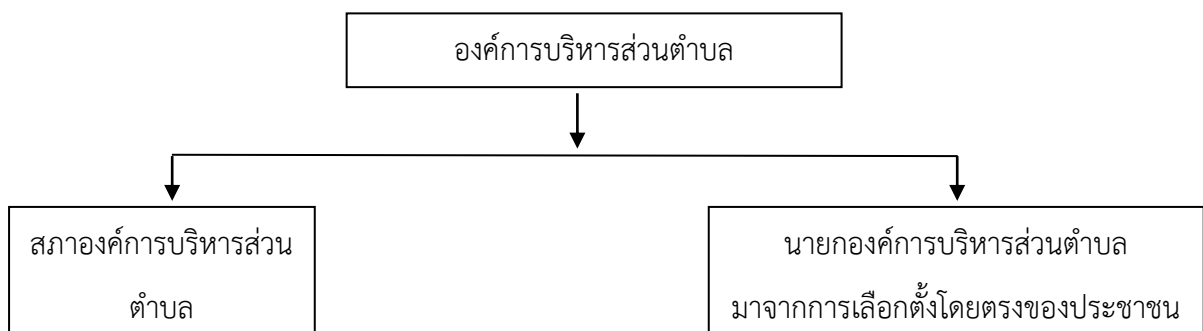 องค์การบริหารส่วนตำบล
สภาองค์การบริหารส่วน
ตำบล
นายกองค์การบริหารส่วนตำบล
มาจากการเลือกตั้งโดยตรงของประชาชน